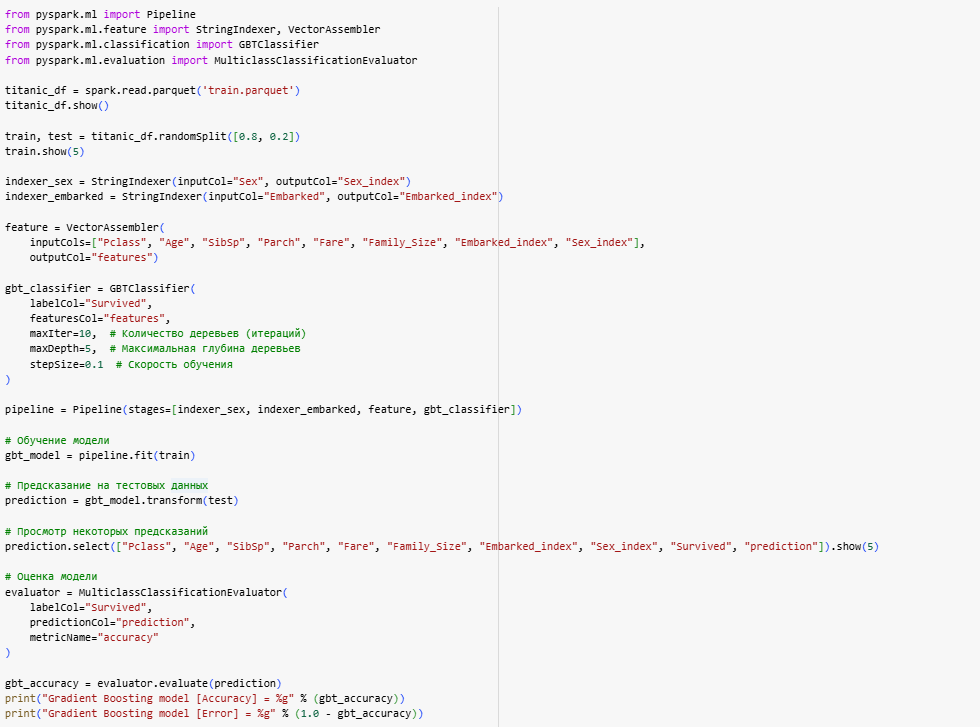 from pyspark.ml import Pipeline
from pyspark.ml.feature import StringIndexer, VectorAssembler
from pyspark.ml.classification import GBTClassifier
from pyspark.ml.evaluation import MulticlassClassificationEvaluator

titanic_df = spark.read.parquet('train.parquet')
titanic_df.show()

train, test = titanic_df.randomSplit([0.8, 0.2])
train.show(5)

indexer_sex = StringIndexer(inputCol="Sex", outputCol="Sex_index")
indexer_embarked = StringIndexer(inputCol="Embarked", outputCol="Embarked_index")

feature = VectorAssembler(
    inputCols=["Pclass", "Age", "SibSp", "Parch", "Fare", "Family_Size", "Embarked_index", "Sex_index"],
    outputCol="features")

gbt_classifier = GBTClassifier(
    labelCol="Survived",
    featuresCol="features",
    maxIter=10,  # Количество деревьев (итераций)
    maxDepth=5,  # Максимальная глубина деревьев
    stepSize=0.1  # Скорость обучения
)

pipeline = Pipeline(stages=[indexer_sex, indexer_embarked, feature, gbt_classifier])

# Обучение модели
gbt_model = pipeline.fit(train)

# Предсказание на тестовых данных
prediction = gbt_model.transform(test)

# Просмотр некоторых предсказаний
prediction.select(["Pclass", "Age", "SibSp", "Parch", "Fare", "Family_Size", "Embarked_index", "Sex_index", "Survived", "prediction"]).show(5)

# Оценка модели
evaluator = MulticlassClassificationEvaluator(
    labelCol="Survived",
    predictionCol="prediction",
    metricName="accuracy"
)

gbt_accuracy = evaluator.evaluate(prediction)
print("Gradient Boosting model [Accuracy] = %g" % (gbt_accuracy))
print("Gradient Boosting model [Error] = %g" % (1.0 - gbt_accuracy))